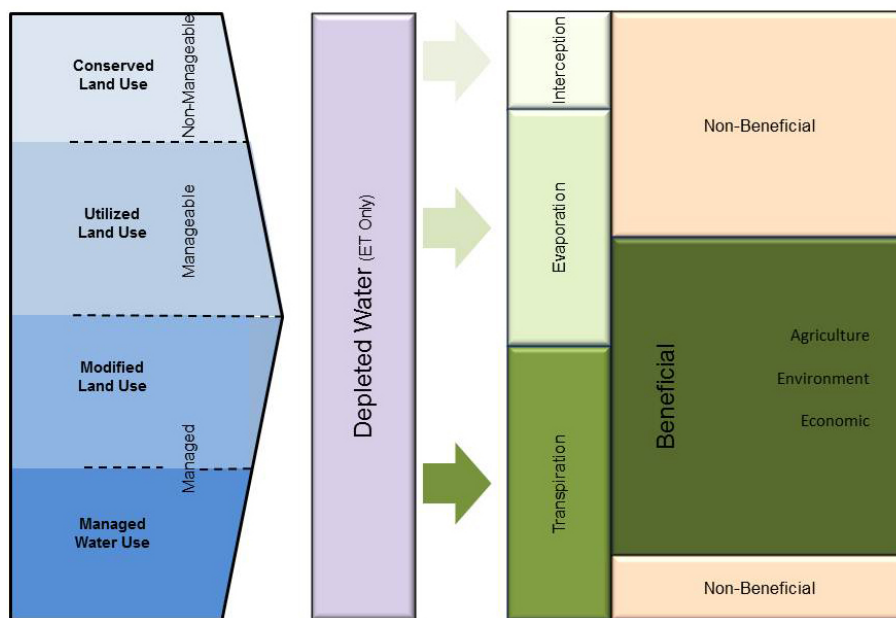 Conserved
Land Use
Non-Manageable
Utilized
Land Use
Manageable
Modified
Land Use
Managed
Managed
Water Use
Depleted Water (ET Only)
Interception
Evaporation
Transpiration
Non-Beneficial
Beneficial
Agriculture
Environment
Economic
Non-Beneficial